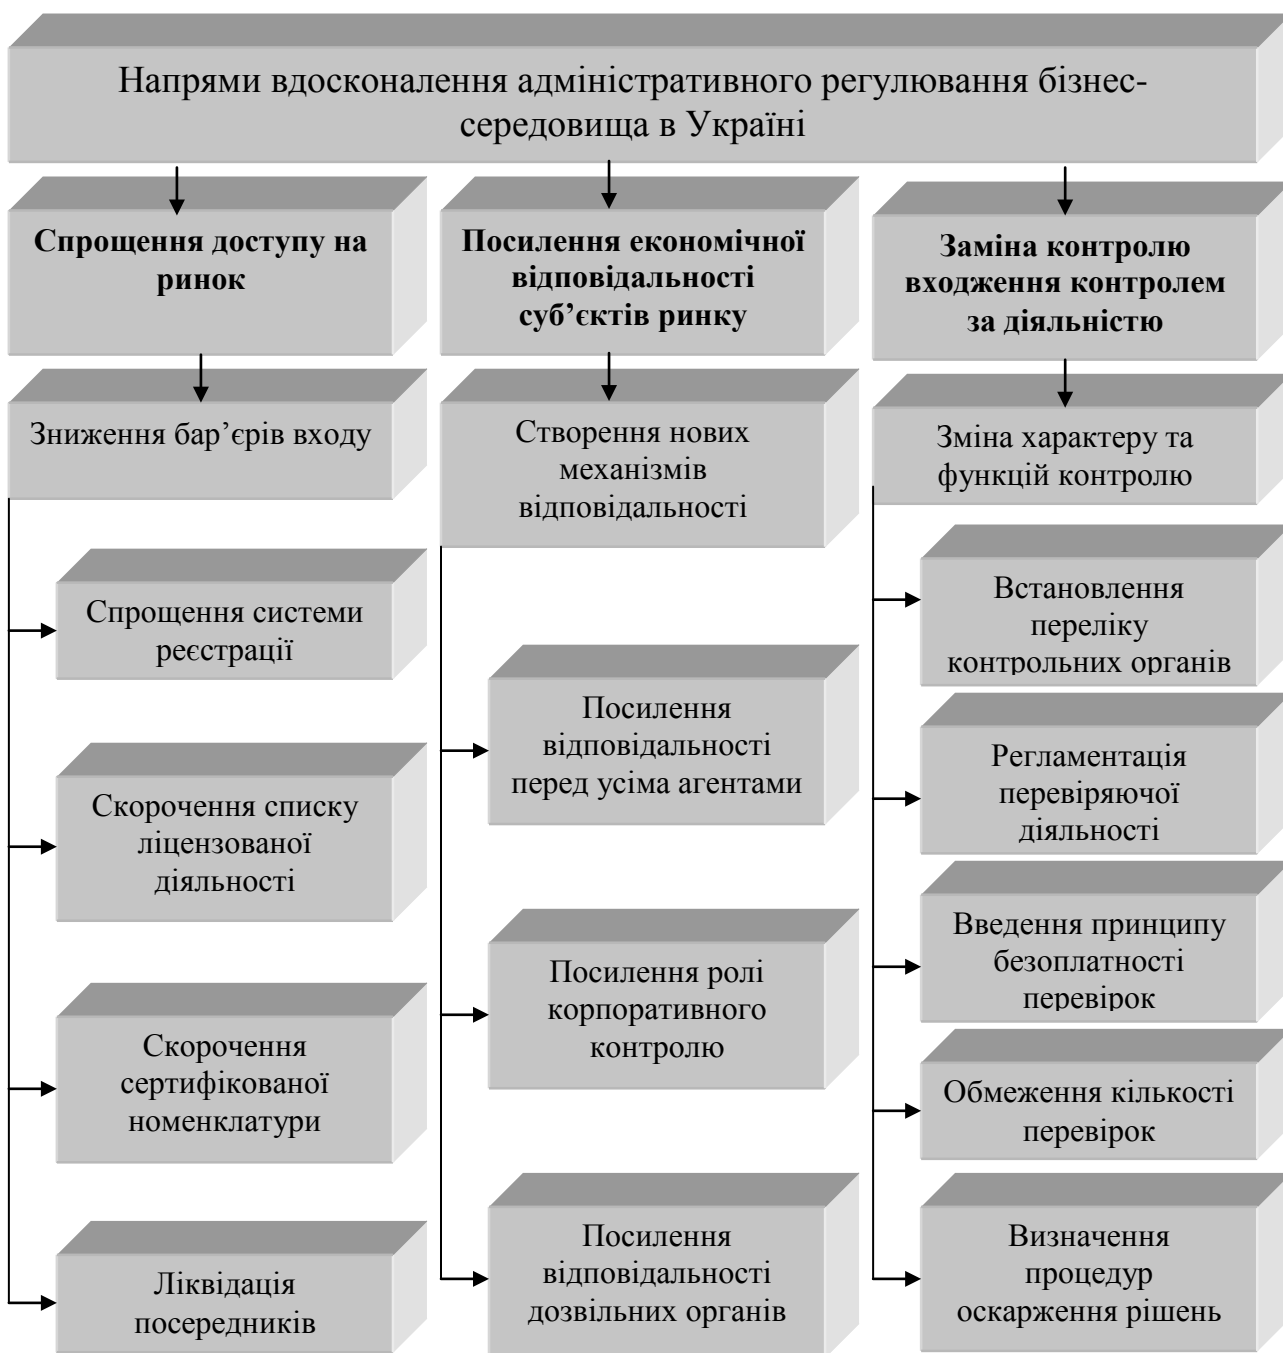 Напрями вдосконалення адміністративного регулювання бізнес-
середовища в Україні
Спрощення доступу на
ринок
Зниження бар’єрів входу
Спрощення системи
реєстрації
Скорочення списку
ліцензованої
діяльності
Скорочення
сертифікованої
номенклатури
Ліквідація
посередників
Посилення економічної
відповідальності
суб’єктів ринку
Створення нових
механізмів
відповідальності
Посилення
відповідальності
перед усіма агентами
Посилення ролі
корпоративного
контролю
Посилення
відповідальності
дозвільних органів
Заміна контролю
входження контролем
за діяльністю
Зміна характеру та
функцій контролю
Встановлення
переліку
контрольних органів
Регламентація
перевіряючої
діяльності
Введення принципу
безоплатності
перевірок
Обмеження кількості
перевірок
Визначення
процедур
оскарження рішень